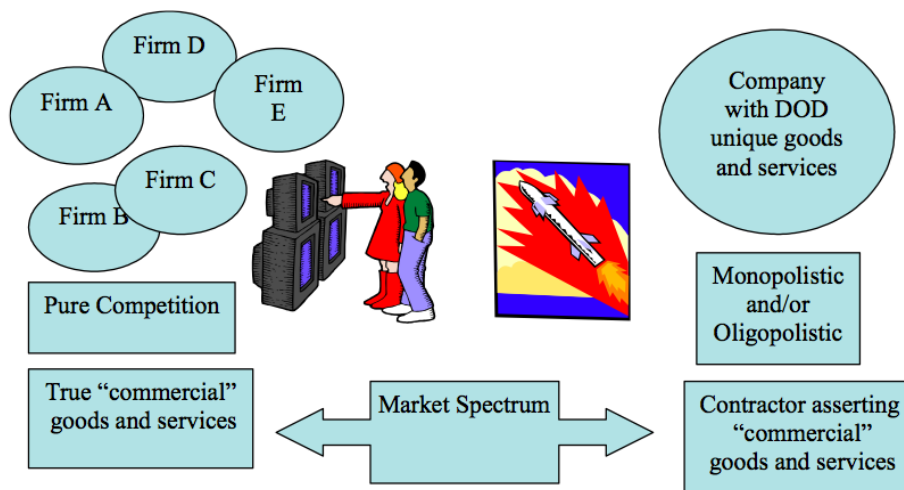 Firm D
Firm A
Firm
E
Firm C
Firm B
Company
with DOD
unique goods
and services
Pure Competition
Monopolistic
and/or
Oligopolistic
True “commercial”
goods and services
Market Spectrum
Contractor asserting
“commercial”
goods and services